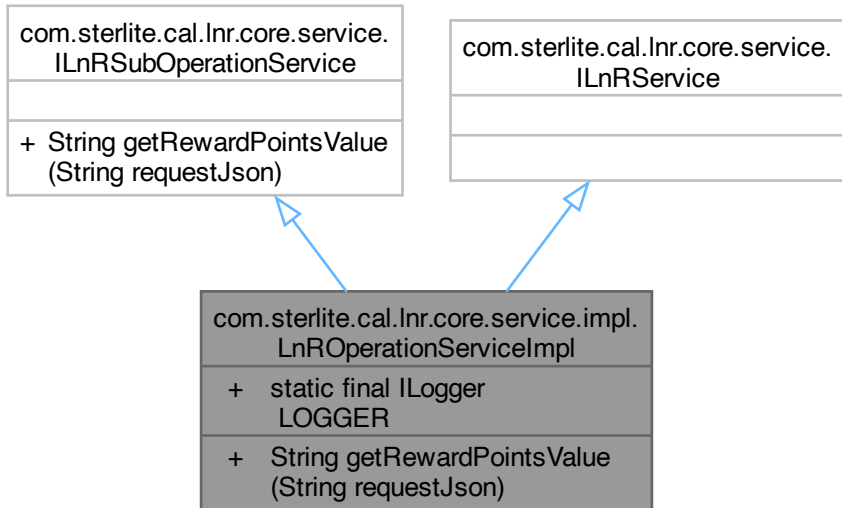 com.sterlite.cal.lnr.core.service.
ILnRSubOperationService
+ String getRewardPointsValue
(String requestJson)
com.sterlite.cal.lnr.core.service.
ILnRService
com.sterlite.cal.lnr.core.service.impl.
LnROperationServiceImpl
+ static final ILogger
LOGGER
+ String getRewardPointsValue
(String requestJson)